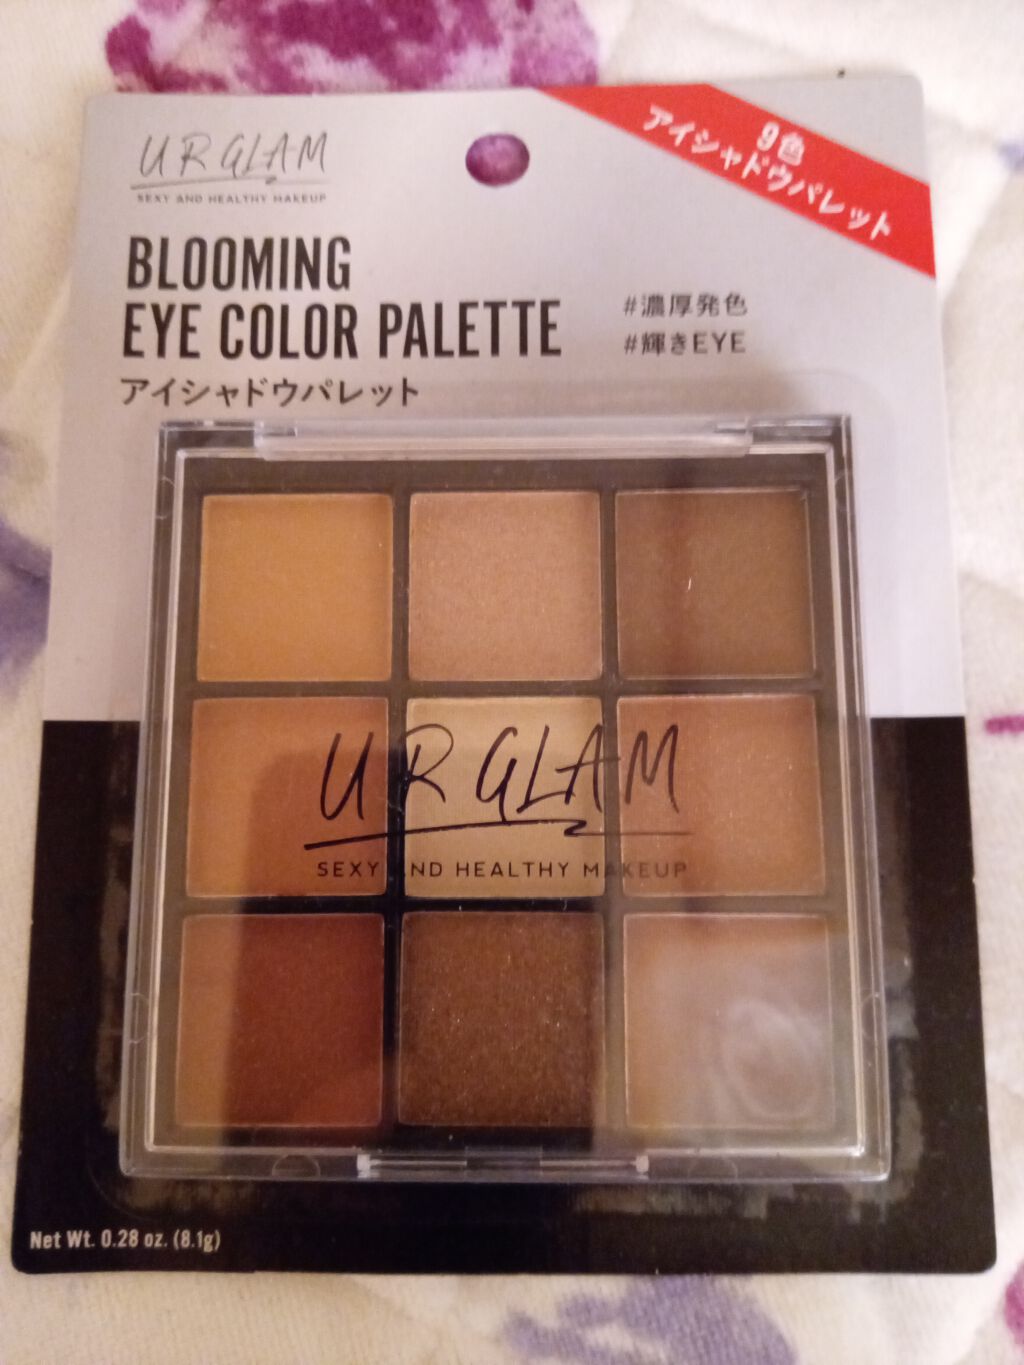 UR GLAM
SEXY AND HEALTHY MAKEUP
9色
アイシャドウパレット
BLOOMING
EYE COLOR PALETTE
アイシャドウパレット
#濃厚発色
#輝きEYE
UR GLAM
SEXY AND HEALTHY MAKEUP
Net Wt. 0.28 oz. (8.1g)